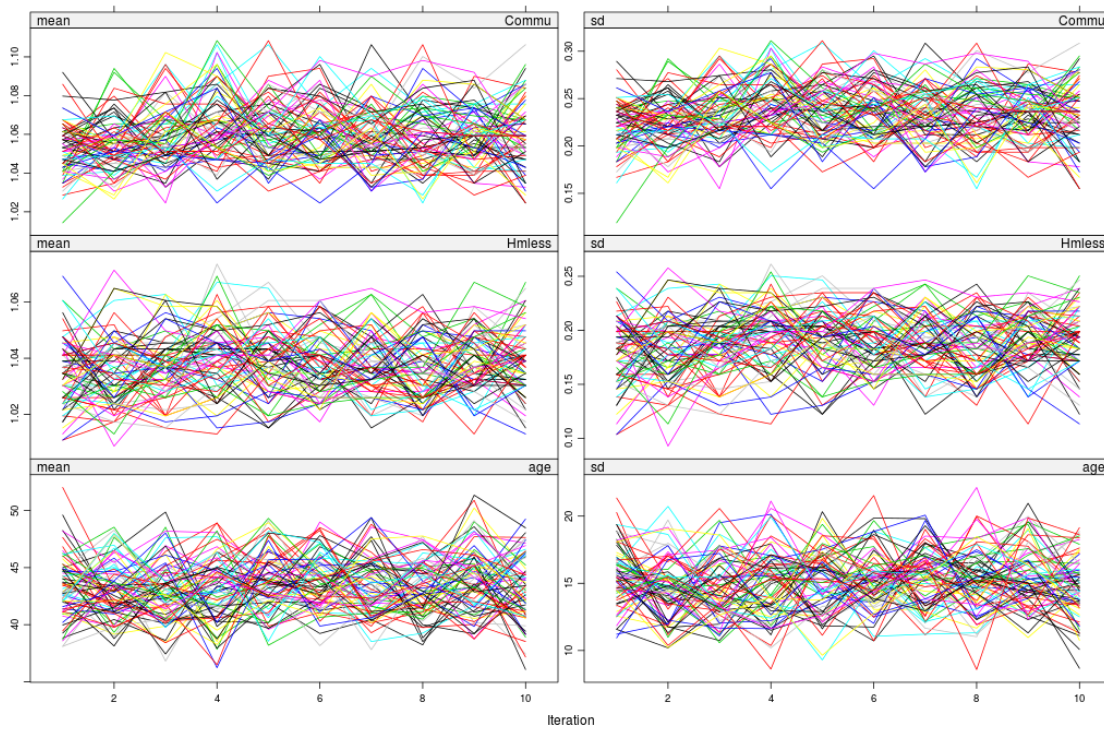 mean Commu
sd Commu
1.02 1.04 1.06 1.08 1.10
0.15 0.20 0.25 0.30
mean Hmless
sd Hmless
1.02 1.04 1.06
0.10 0.15 0.20 0.25
mean age
sd age
40 45 50
10 15 20
2 4 6 8 10
2 4 6 8 10
Iteration